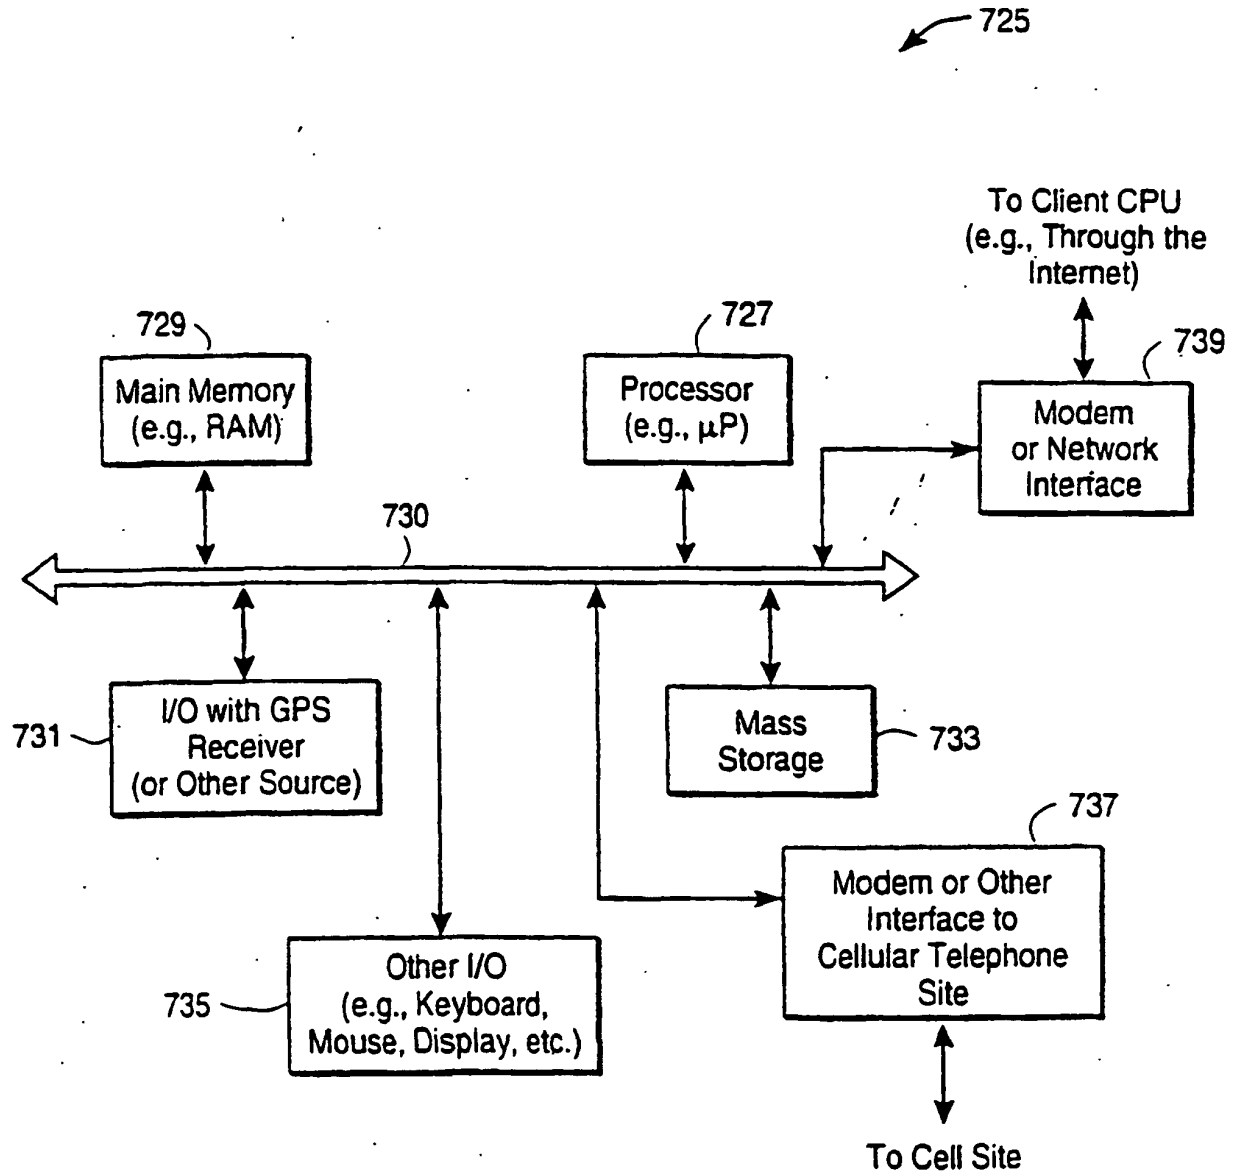 725
To Client CPU
(e.g., Through the
Internet)
729
727
739
Main Memory
(e.g., RAM)
Processor
(e.g., μP)
Modem
or Network
Interface
730
731
I/O with GPS
Receiver
(or Other Source)
Mass
Storage
733
737
Modem or Other
Interface to
Cellular Telephone
Site
735
Other I/O
(e.g., Keyboard,
Mouse, Display, etc.)
To Cell Site